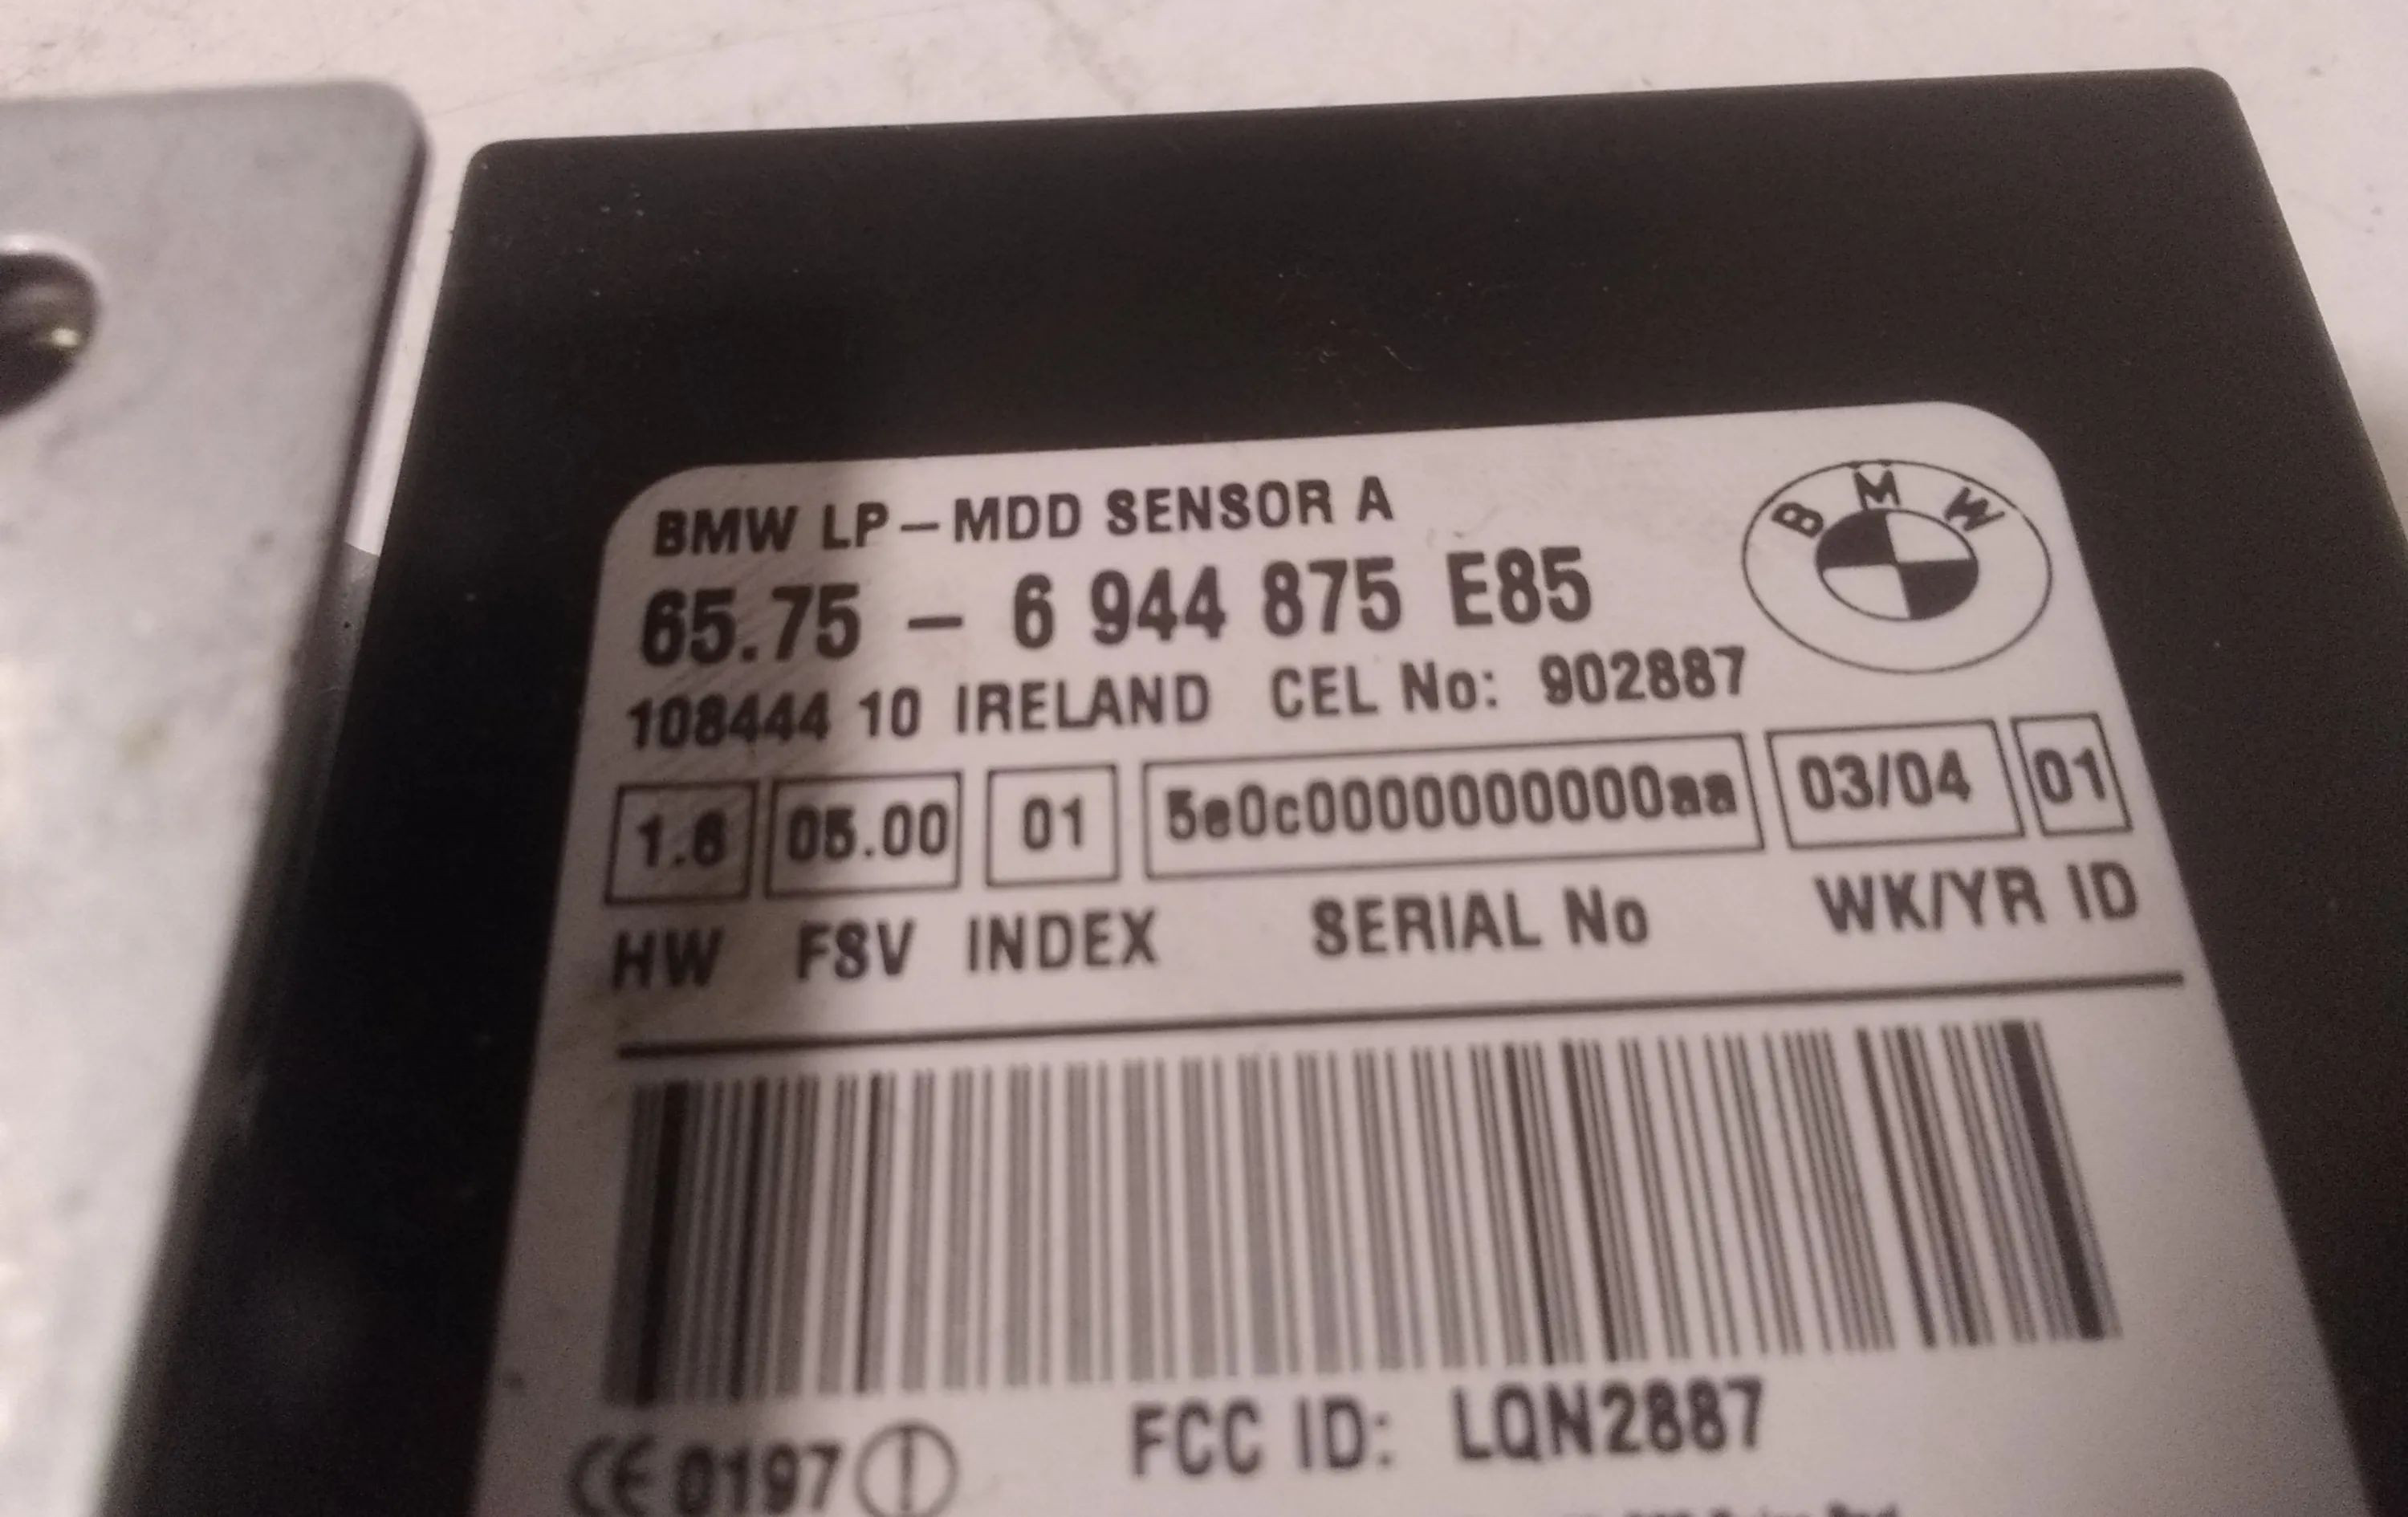 BMW LP-MDD SENSOR A
B M W
65.75 - 6 944 875 E85
108444 10 IRELAND CEL No: 902887
1.6 05.00 01 5e0c0000000000aa 03/04 01
HW FSV INDEX SERIAL No WK/YR ID
FCC ID: LQN2887
CE 0197